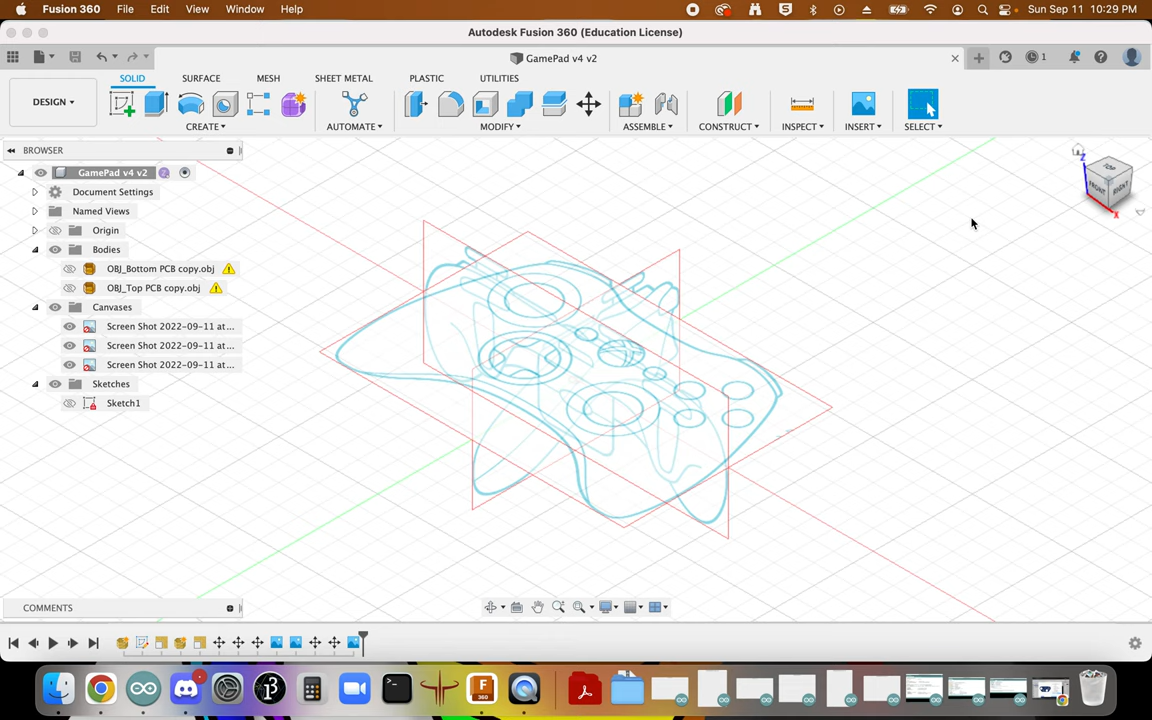 Fusion 360 File Edit View Window Help Sun Sep 11 10:29 PM
Autodesk Fusion 360 (Education License)
GamePad v4 v2 1
SOLID SURFACE MESH SHEET METAL PLASTIC UTILITIES
DESIGN
CREATE AUTOMATE MODIFY ASSEMBLE CONSTRUCT INSPECT INSERT SELECT
BROWSER
GamePad v4 v2
Document Settings
Named Views
Origin
Bodies
OBJ_Bottom PCB copy.obj
OBJ_Top PCB copy.obj
Canvases
Screen Shot 2022-09-11 at...
Screen Shot 2022-09-11 at...
Screen Shot 2022-09-11 at...
Sketches
Sketch1
Z
TOP
FRONT RIGHT
X
COMMENTS